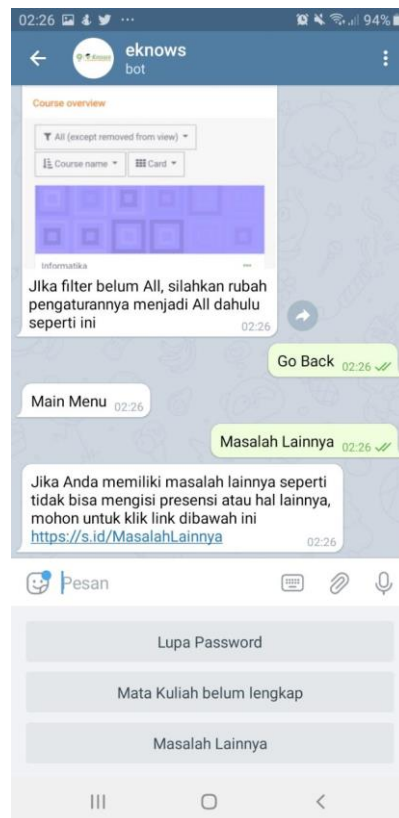 02:26
94%
eknows
bot
Course overview
All (except removed from view)
Course name
Card
Informatika
JIka filter belum All, silahkan rubah
pengaturannya menjadi All dahulu
seperti ini
02:26
Go Back 02:26
Main Menu 02:26
Masalah Lainnya 02:26
Jika Anda memiliki masalah lainnya seperti
tidak bisa mengisi presensi atau hal lainnya,
mohon untuk klik link dibawah ini
https://s.id/MasalahLainnya
02:26
Pesan
Lupa Password
Mata Kuliah belum lengkap
Masalah Lainnya